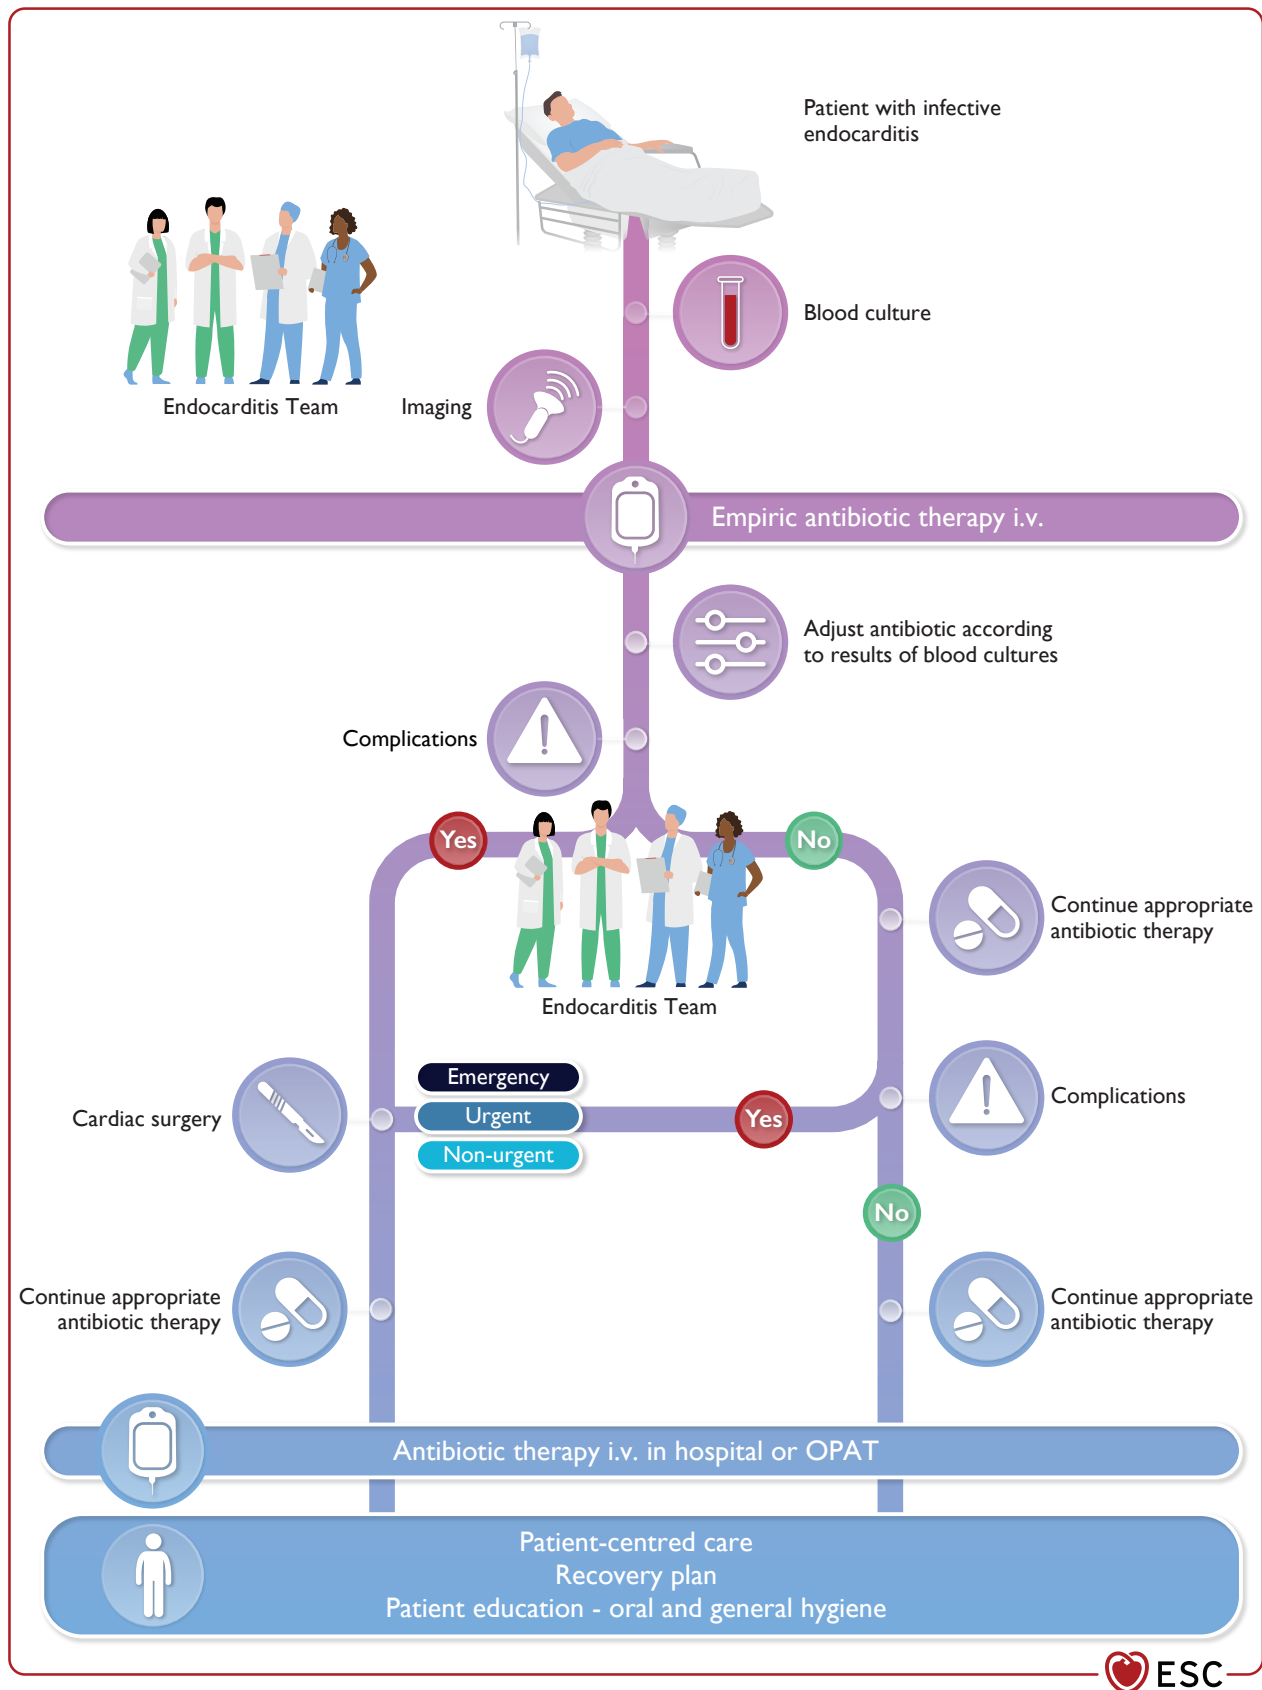 Patient with infective
endocarditis
Endocarditis Team
Blood culture
Imaging
Empiric antibiotic therapy i.v.
Adjust antibiotic according
to results of blood cultures
Complications
Yes
No
Endocarditis Team
Continue appropriate
antibiotic therapy
Emergency
Urgent
Non-urgent
Cardiac surgery
Yes
Complications
No
Continue appropriate
antibiotic therapy
Continue appropriate
antibiotic therapy
Antibiotic therapy i.v. in hospital or OPAT
Patient-centred care
Recovery plan
Patient education - oral and general hygiene
ESC